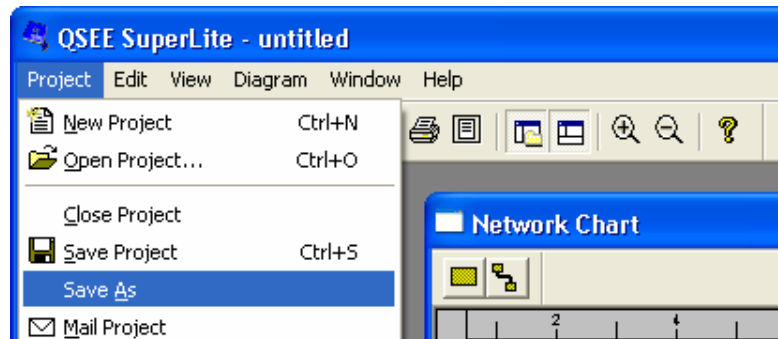 QSEE SuperLite - untitled
Project Edit View Diagram Window Help
New Project Ctrl+N
Open Project... Ctrl+O
Close Project
Save Project Ctrl+S
Save As
Mail Project
Network Chart
2 4